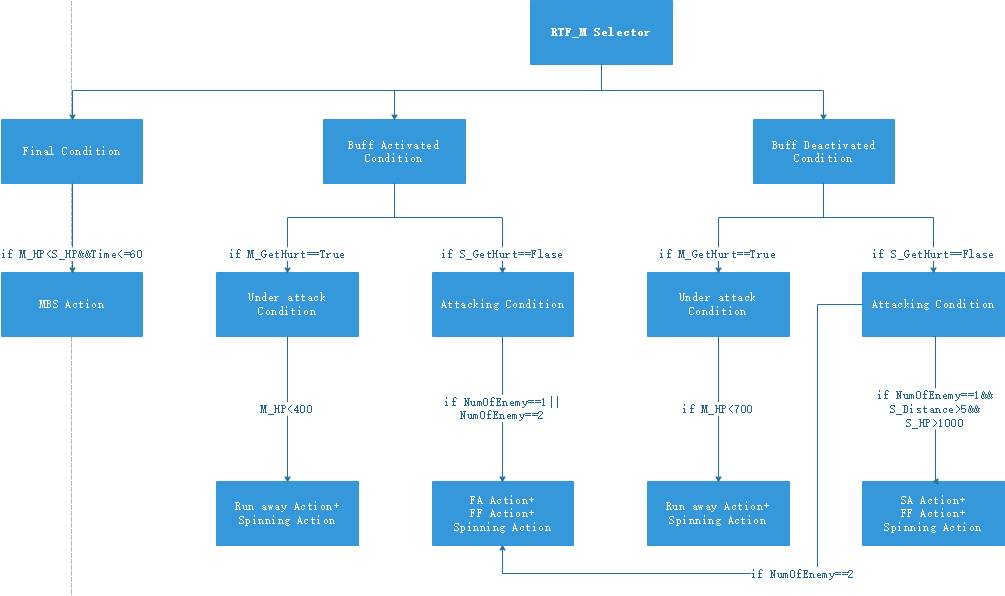 RTF_M Selector
Final Condition
Buff Activated
Condition
Buff Deactivated
Condition
if M_HP<S_HP&&Time<=60
if M_GetHurt==True
if S_GetHurt==Flase
if M_GetHurt==True
if S_GetHurt==Flase
MBS Action
Under attack
Condition
Attacking Condition
Under attack
Condition
Attacking Condition
M_HP<400
if NumOfEnemy==1||
NumOfEnemy==2
if M_HP<700
if NumOfEnemy==1&&
S_Distance>5&&
S_HP>1000
Run away Action+
Spinning Action
FA Action+
FF Action+
Spinning Action
Run away Action+
Spinning Action
SA Action+
FF Action+
Spinning Action
if NumOfEnemy==2